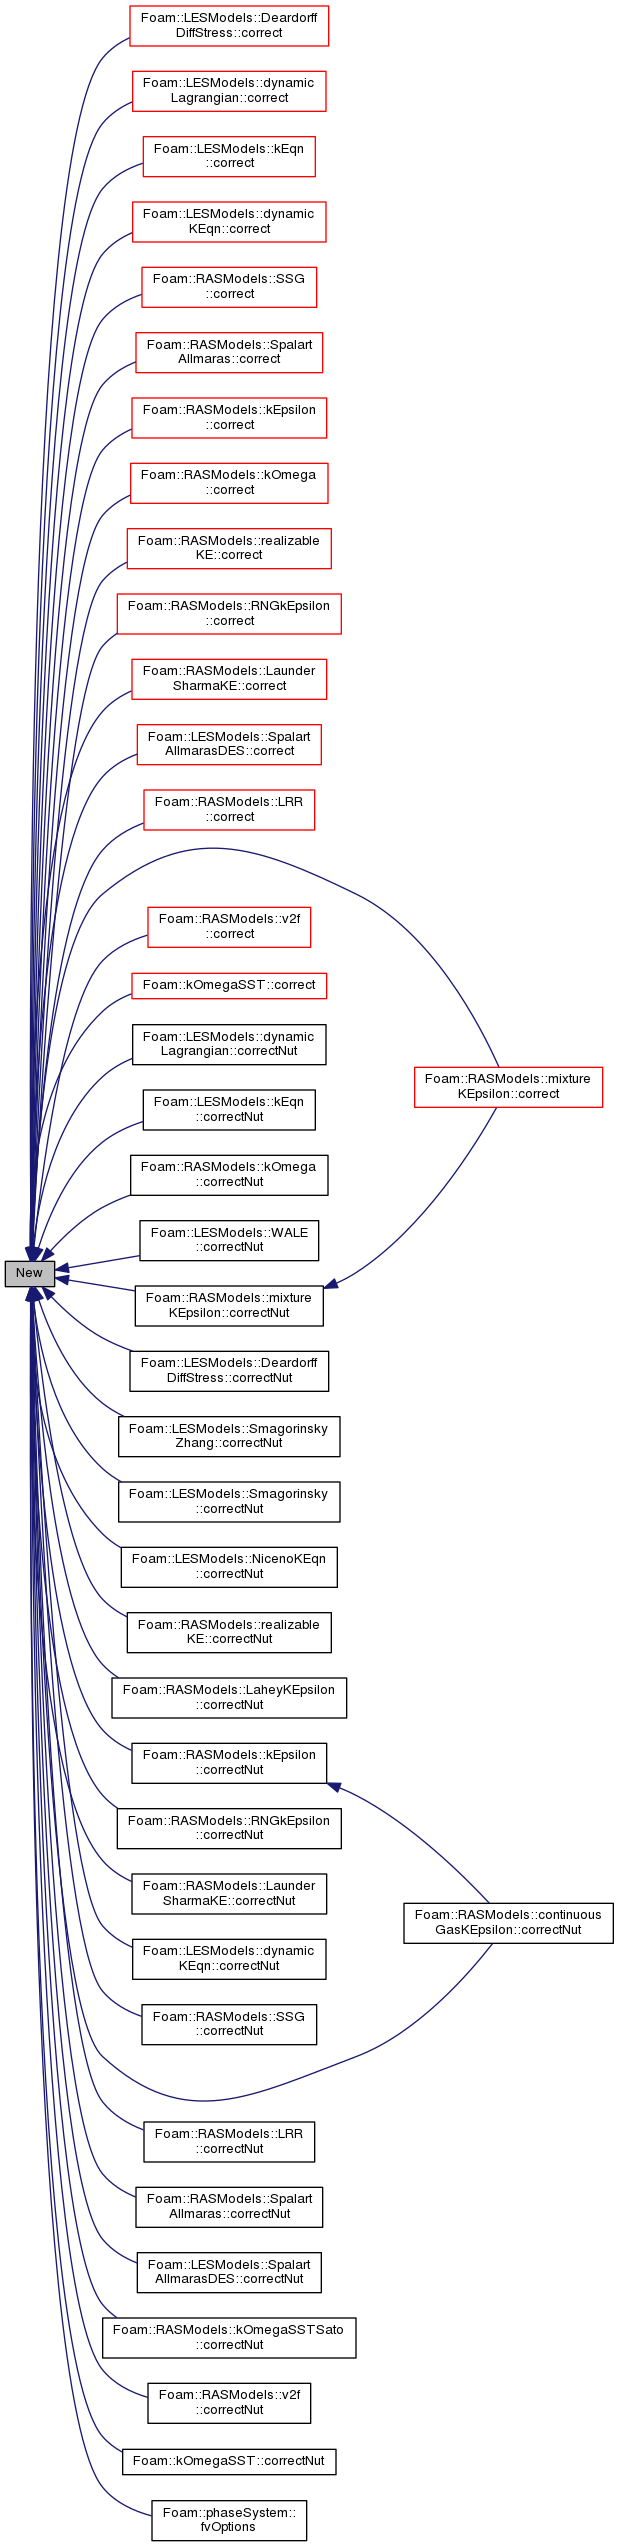 Foam::LESModels::Deardorff
DiffStress::correct
Foam::LESModels::dynamic
Lagrangian::correct
Foam::LESModels::kEqn
::correct
Foam::LESModels::dynamic
KEqn::correct
Foam::RASModels::SSG
::correct
Foam::RASModels::Spalart
Allmaras::correct
Foam::RASModels::kEpsilon
::correct
Foam::RASModels::kOmega
::correct
Foam::RASModels::realizable
KE::correct
Foam::RASModels::RNGkEpsilon
::correct
Foam::RASModels::Launder
SharmaKE::correct
Foam::LESModels::Spalart
AllmarasDES::correct
Foam::RASModels::LRR
::correct
Foam::RASModels::v2f
::correct
Foam::kOmegaSST::correct
Foam::LESModels::dynamic
Lagrangian::correctNut
Foam::RASModels::mixture
KEpsilon::correct
Foam::LESModels::kEqn
::correctNut
Foam::RASModels::kOmega
::correctNut
Foam::LESModels::WALE
::correctNut
New
Foam::RASModels::mixture
KEpsilon::correctNut
Foam::LESModels::Deardorff
DiffStress::correctNut
Foam::LESModels::Smagorinsky
Zhang::correctNut
Foam::LESModels::Smagorinsky
::correctNut
Foam::LESModels::NicenoKEqn
::correctNut
Foam::RASModels::realizable
KE::correctNut
Foam::RASModels::LaheyKEpsilon
::correctNut
Foam::RASModels::kEpsilon
::correctNut
Foam::RASModels::RNGkEpsilon
::correctNut
Foam::RASModels::Launder
SharmaKE::correctNut
Foam::RASModels::continuous
GasKEpsilon::correctNut
Foam::LESModels::dynamic
KEqn::correctNut
Foam::RASModels::SSG
::correctNut
Foam::RASModels::LRR
::correctNut
Foam::RASModels::Spalart
Allmaras::correctNut
Foam::LESModels::Spalart
AllmarasDES::correctNut
Foam::RASModels::kOmegaSSTSato
::correctNut
Foam::RASModels::v2f
::correctNut
Foam::kOmegaSST::correctNut
Foam::phaseSystem::
fvOptions